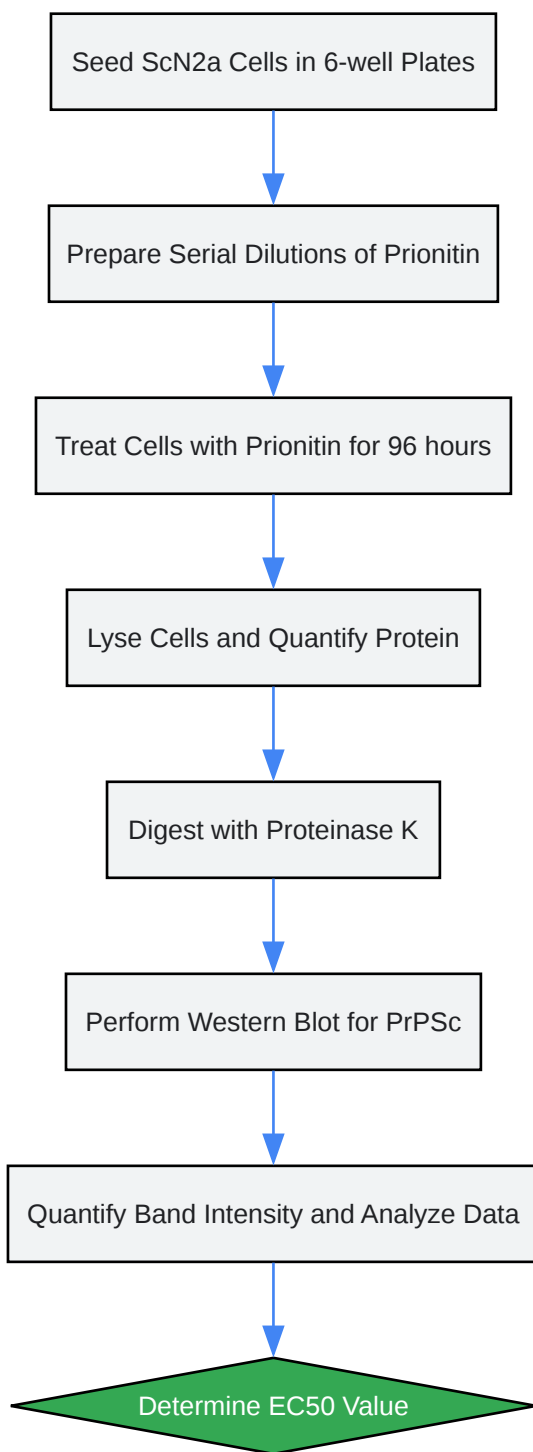 Seed ScN2a Cells in 6-well Plates
Prepare Serial Dilutions of Prionitin
Treat Cells with Prionitin for 96 hours
Lyse Cells and Quantify Protein
Digest with Proteinase K
Perform Western Blot for PrPSc
Quantify Band Intensity and Analyze Data
Determine EC50 Value